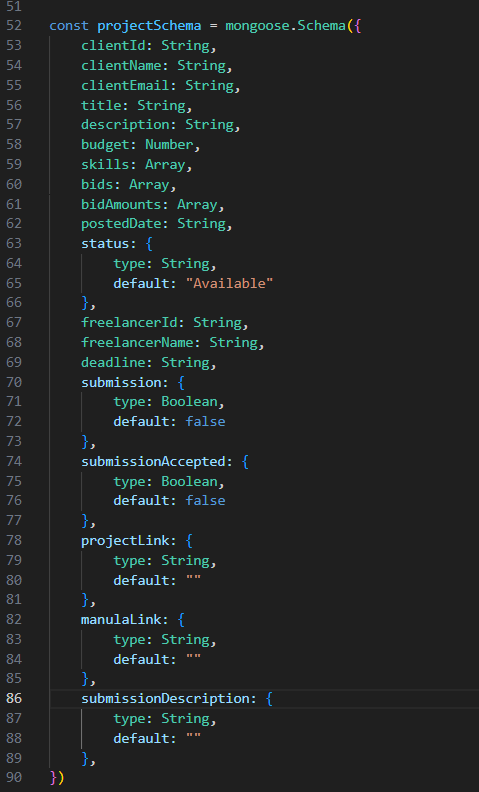 51
52 const projectSchema = mongoose.Schema({
53     clientId: String,
54     clientName: String,
55     clientEmail: String,
56     title: String,
57     description: String,
58     budget: Number,
59     skills: Array,
60     bids: Array,
61     bidAmounts: Array,
62     postedDate: String,
63     status: {
64         type: String,
65         default: "Available"
66     },
67     freelancerId: String,
68     freelancerName: String,
69     deadline: String,
70     submission: {
71         type: Boolean,
72         default: false
73     },
74     submissionAccepted: {
75         type: Boolean,
76         default: false
77     },
78     projectLink: {
79         type: String,
80         default: ""
81     },
82     manulaLink: {
83         type: String,
84         default: ""
85     },
86     submissionDescription: {
87         type: String,
88         default: ""
89     },
90 })